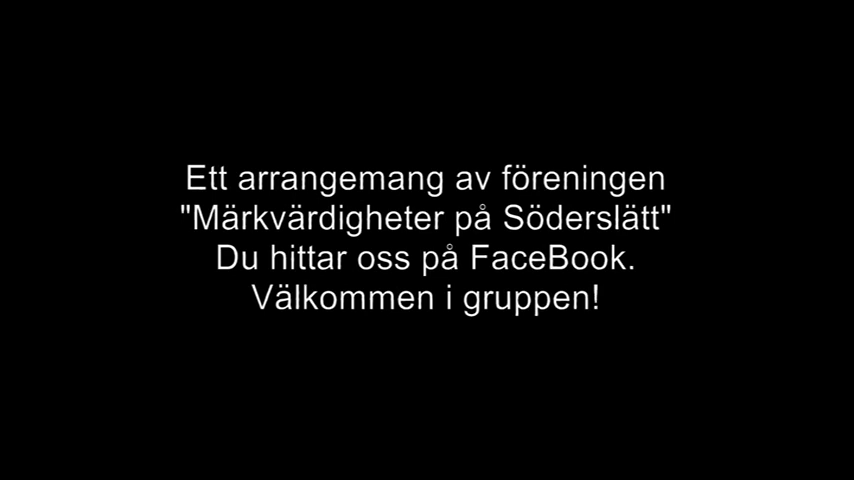 Ett arrangemang av föreningen
"Märkvärdigheter på Söderslätt"
Du hittar oss på FaceBook.
Välkommen i gruppen!